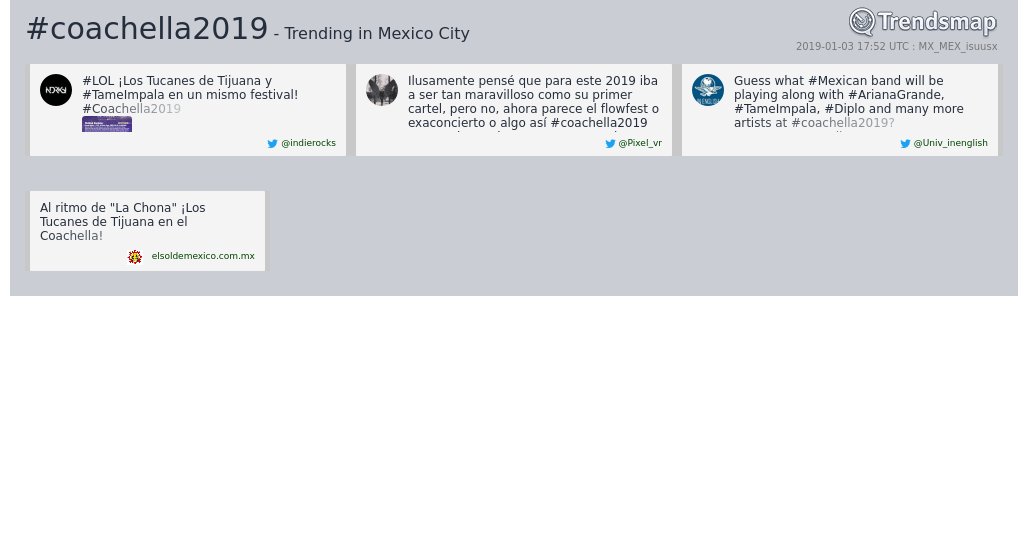 #coachella2019 - Trending in Mexico City
Trendsmap
2019-01-03 17:52 UTC : MX_MEX_isuusx
#LOL ¡Los Tucanes de Tijuana y
#TameImpala en un mismo festival!
#Coachella2019
@indierocks
Ilusamente pensé que para este 2019 iba
a ser tan maravilloso como su primer
cartel, pero no, ahora parece el flowfest o
exaconcierto o algo así #coachella2019
@Pixel_vr
Guess what #Mexican band will be
playing along with #ArianaGrande,
#TameImpala, #Diplo and many more
artists at #coachella2019?
@Univ_inenglish
Al ritmo de "La Chona" ¡Los
Tucanes de Tijuana en el
Coachella!
elsoldemexico.com.mx